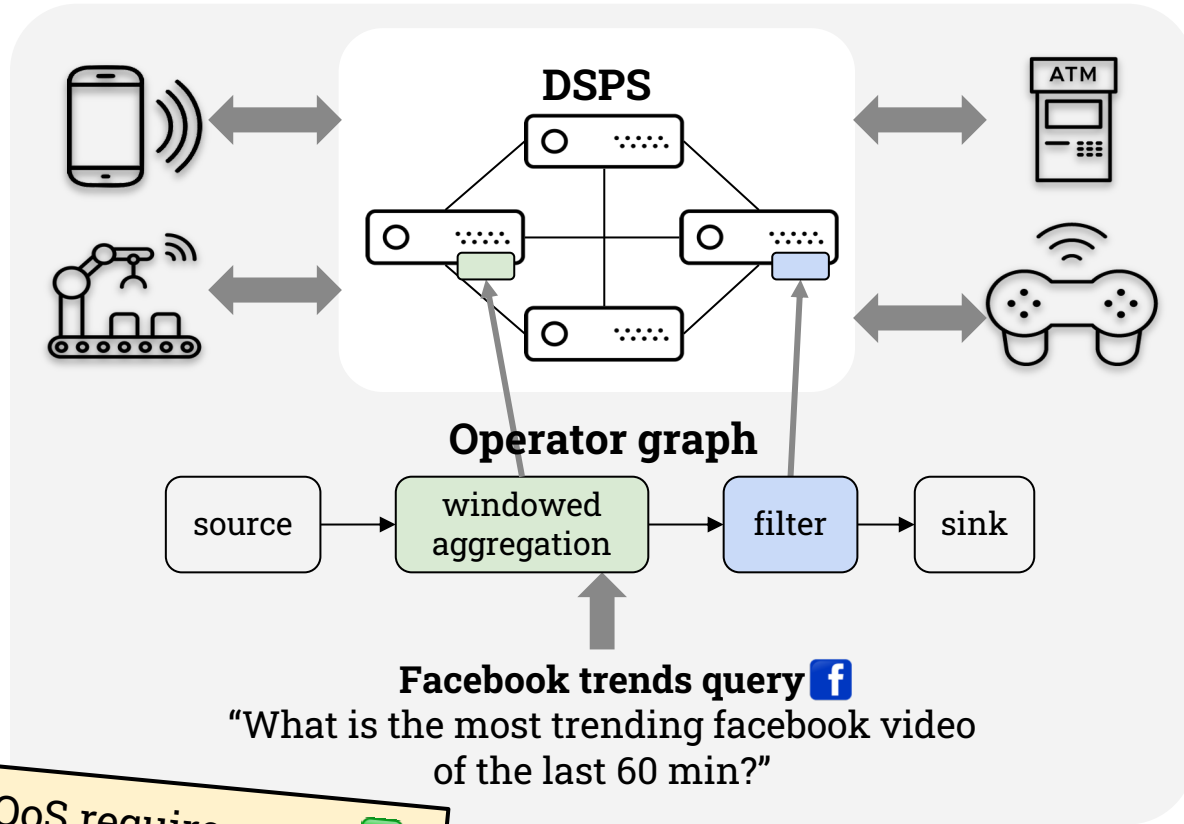 DSPS
ATM
Operator graph
source
windowed
aggregation
filter
sink
Facebook trends query f
“What is the most trending facebook video
of the last 60 min?”
QoS